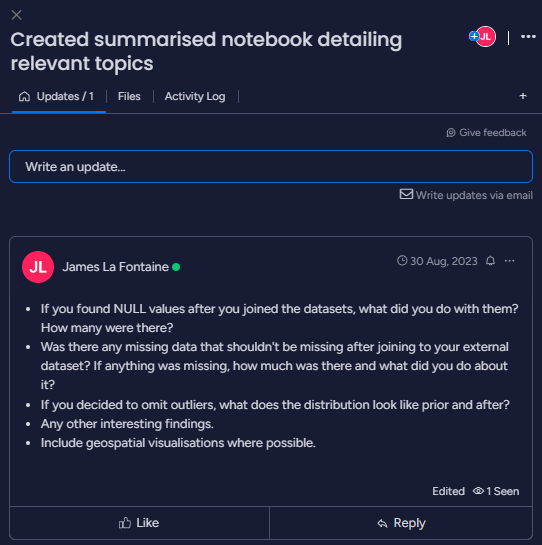 Created summarised notebook detailing
relevant topics
JL
Updates / 1
Files
Activity Log
+
Give feedback
Write an update...
Write updates via email
JL
James La Fontaine
30 Aug, 2023
• If you found NULL values after you joined the datasets, what did you do with them?
How many were there?
• Was there any missing data that shouldn't be missing after joining to your external
dataset? If anything was missing, how much was there and what did you do about
it?
• If you decided to omit outliers, what does the distribution look like prior and after?
• Any other interesting findings.
• Include geospatial visualisations where possible.
Edited
1 Seen
Like
Reply